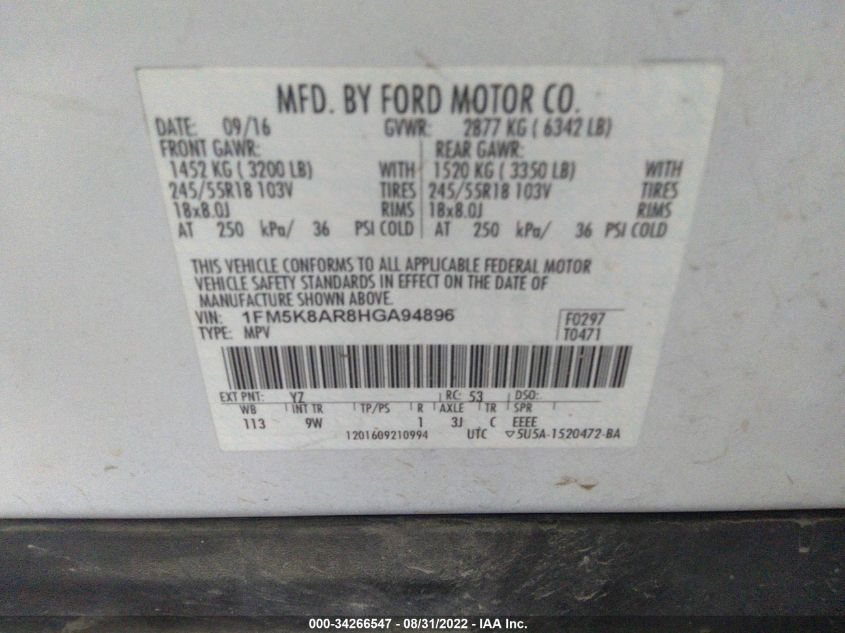 MFD. BY FORD MOTOR CO.
DATE: 09/16 GVWR: 2877 KG ( 6342 LB)
FRONT GAWR: REAR GAWR:
1452 KG ( 3200 LB) WITH 1520 KG ( 3350 LB) WITH
245/55R18 103V TIRES 245/55R18 103V TIRES
18x8.0J RIMS 18x8.0J RIMS
AT 250 kPa/ 36 PSI COLD AT 250 kPa/ 36 PSI COLD
THIS VEHICLE CONFORMS TO ALL APPLICABLE FEDERAL MOTOR
VEHICLE SAFETY STANDARDS IN EFFECT ON THE DATE OF
MANUFACTURE SHOWN ABOVE.
VIN: 1FM5K8AR8HGA94896 F0297
TYPE: MPV T0471
EXT PNT: YZ RC: 53 DSO:
WB INT TR TP/PS R AXLE TR SPR
113 9W 1 3J C EEEE
1201609210994 UTC ▽5U5A-1520472-BA
000-34266547 - 08/31/2022 - IAA Inc.